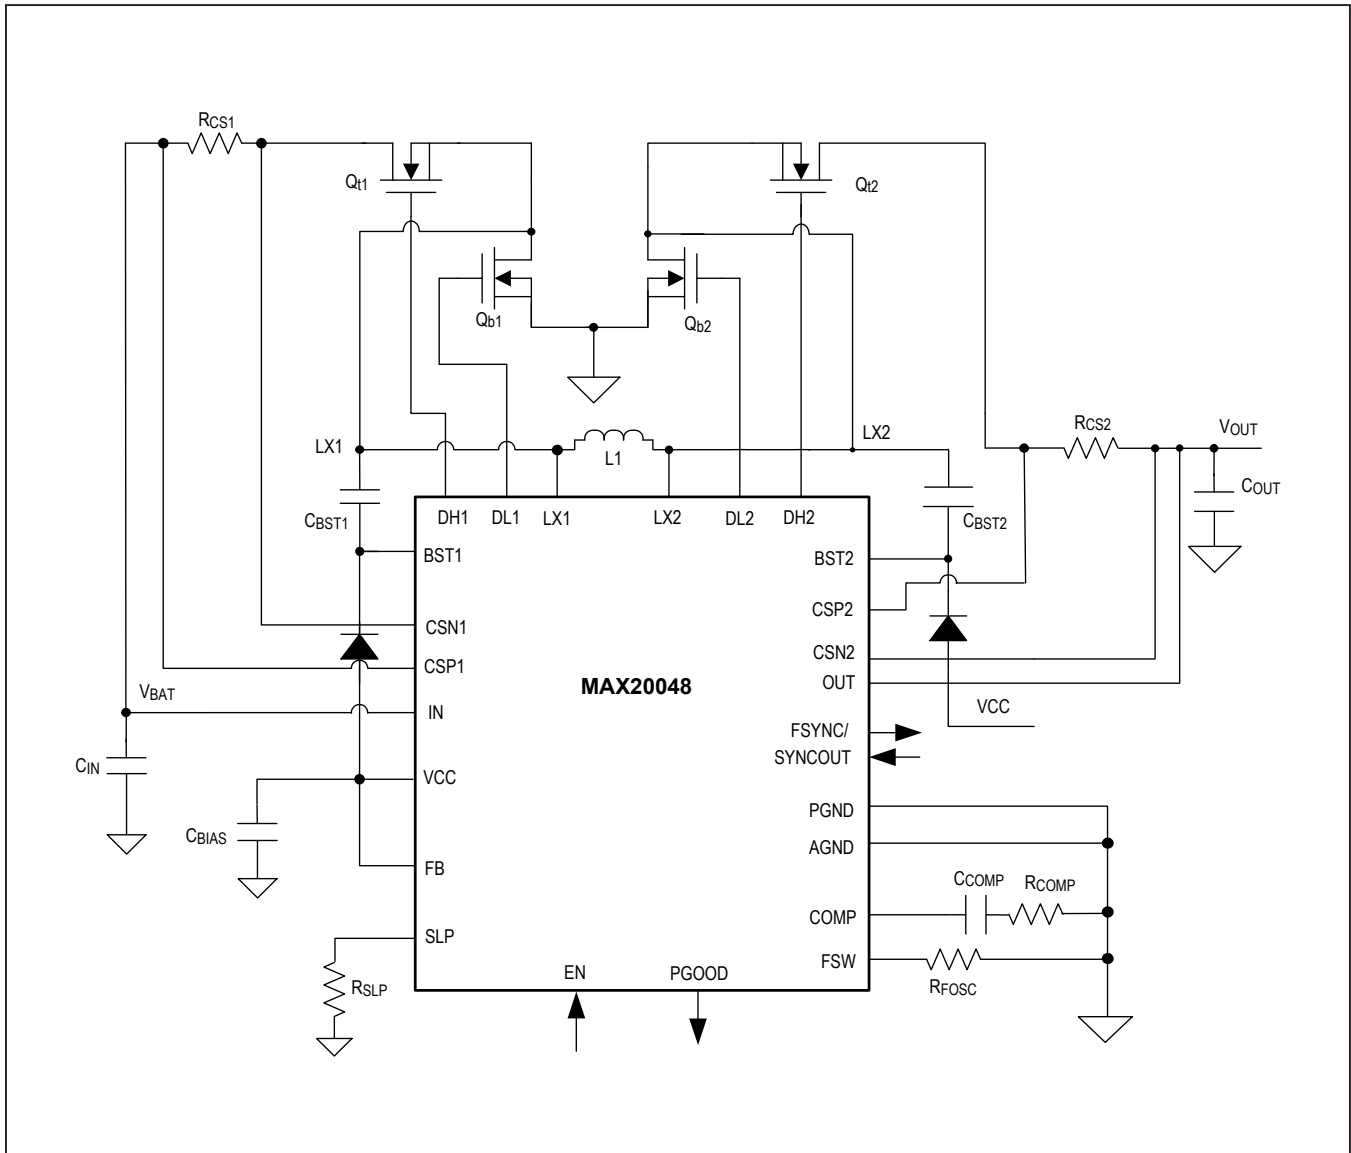 RCS1
Qt1
Qt2
Qb1
Qb2
LX1
L1
LX2
RCS2
VOUT
COUT
CBST1
CBST2
DH1 DL1 LX1 LX2 DL2 DH2
BST1
BST2
CSN1
CSP2
CSP1
CSN2
MAX20048
OUT
VBAT
IN
VCC
FSYNC/
SYNCOUT
CIN
VCC
CBIAS
PGND
AGND
FB
CCOMP RCOMP
COMP
SLP
FSW
EN
PGOOD
RSLP
RFOSC